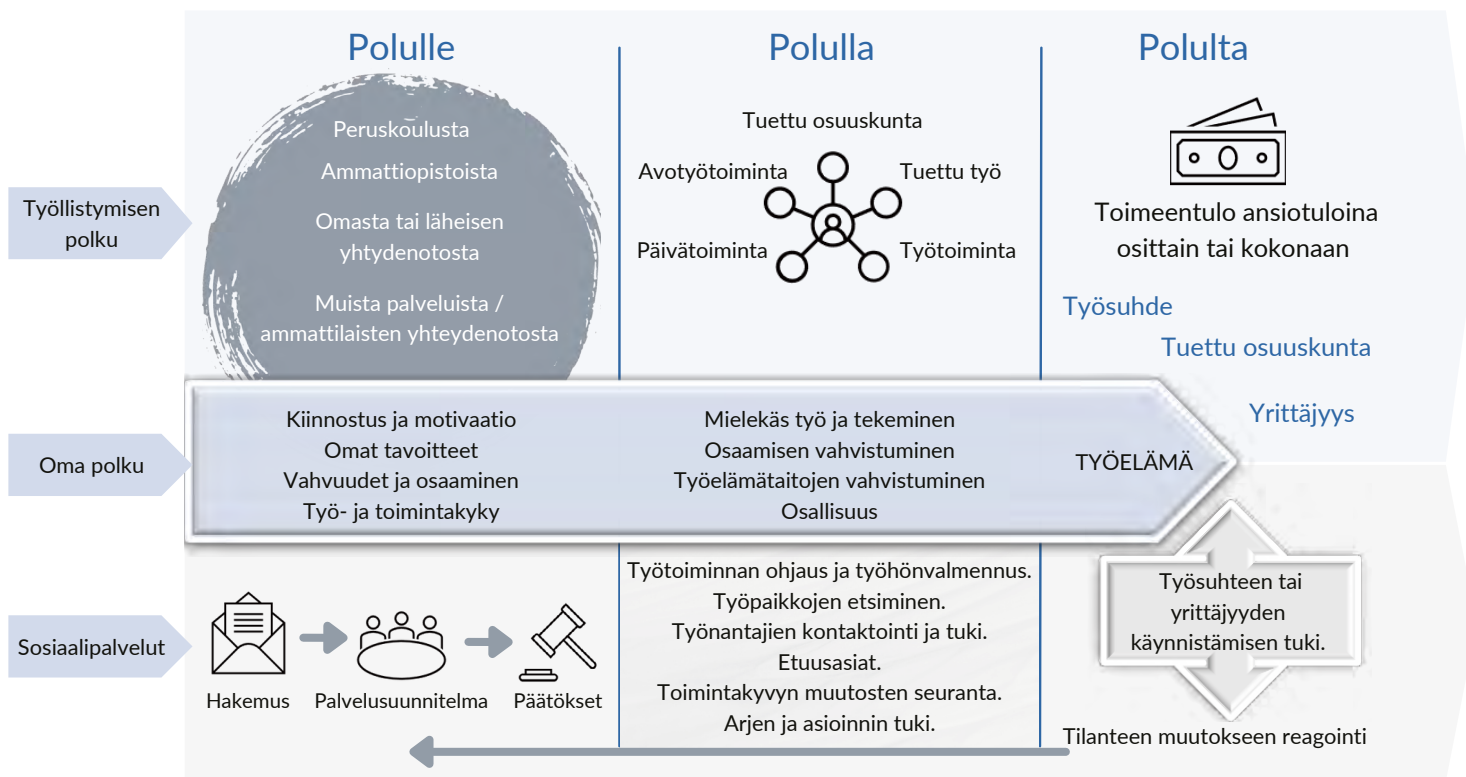 Polulle
Polulla
Polulta
Työllistymisen
polku
Peruskoulusta
Ammattiopistoista
Omasta tai läheisen
yhtydenotosta
Muista palveluista /
ammattilaisten yhteydenotosta
Tuettu osuuskunta
Avotyötoiminta
Tuettu työ
Päivätoiminta
Työtoiminta
Toimeentulo ansiotuloina
osittain tai kokonaan
Työsuhde
Tuettu osuuskunta
Yrittäjyys
Oma polku
Kiinnostus ja motivaatio
Omat tavoitteet
Vahvuudet ja osaaminen
Työ- ja toimintakyky
Mielekäs työ ja tekeminen
Osaamisen vahvistuminen
Työelämätaitojen vahvistuminen
Osallisuus
TYÖELÄMÄ
Sosiaalipalvelut
Hakemus
Palvelusuunnitelma
Päätökset
Työtoiminnan ohjaus ja työhönvalmennus.
Työpaikkojen etsiminen.
Työnantajien kontaktointi ja tuki.
Etuusasiat.
Toimintakyvyn muutosten seuranta.
Arjen ja asioinnin tuki.
Työsuhteen tai
yrittäjyyden
käynnistämisen tuki.
Tilanteen muutokseen reagointi